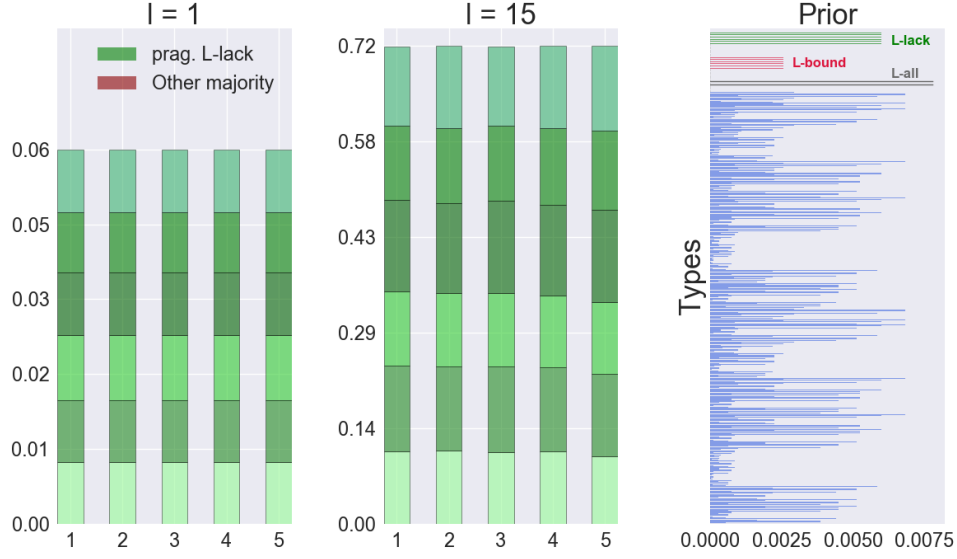 l = 1
l = 15
Prior
prag. L-lack
Other majority
0.06
0.05
0.03
0.02
0.01
0.00
1 2 3 4 5
0.72
0.58
0.43
0.29
0.14
0.00
1 2 3 4 5
L-lack
L-bound
L-all
Types
0.0000 0.0025 0.0050 0.0075